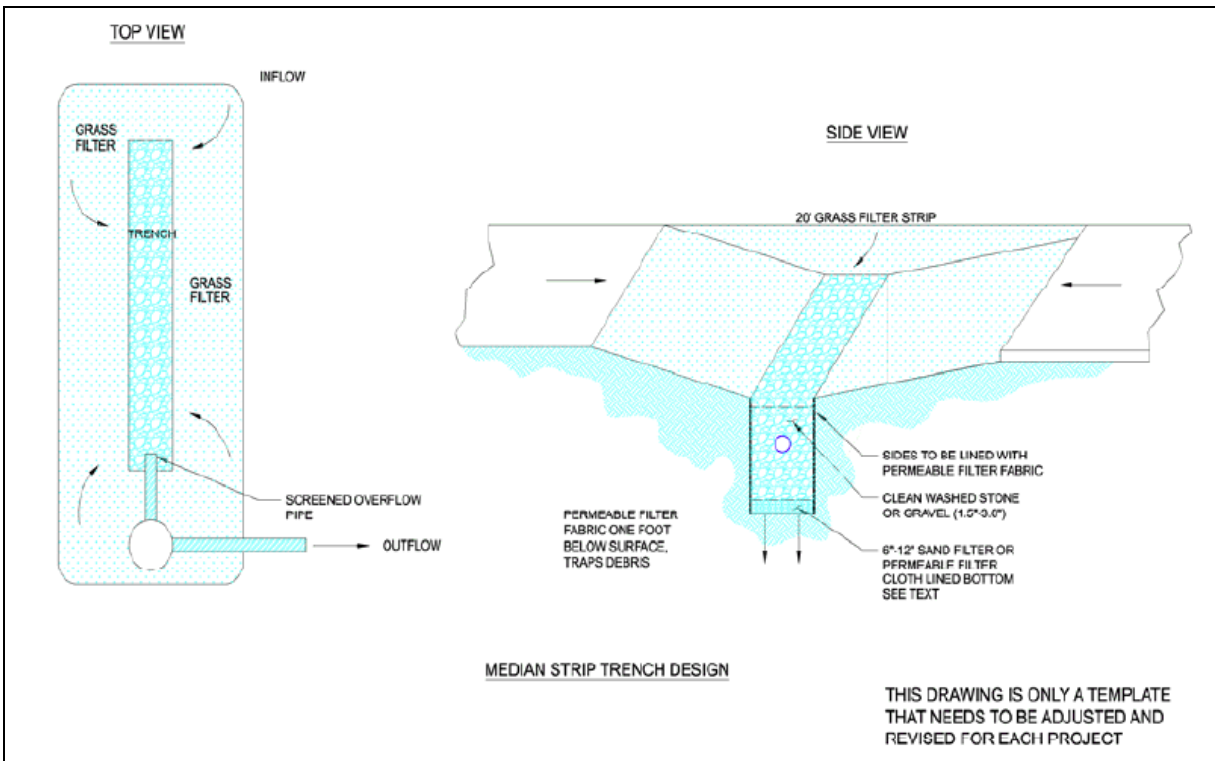 TOP VIEW
INFLOW
GRASS
FILTER
TRENCH
GRASS
FILTER
SCREENED OVERFLOW
PIPE
OUTFLOW
SIDE VIEW
20' GRASS FILTER STRIP
SIDES TO BE LINED WITH
PERMEABLE FILTER FABRIC
CLEAN WASHED STONE
OR GRAVEL (1.5"-3.0")
6"-12" SAND FILTER OR
PERMEABLE FILTER
CLOTH LINED BOTTOM
SEE TEXT
PERMEABLE FILTER
FABRIC ONE FOOT
BELOW SURFACE,
TRAPS DEBRIS
MEDIAN STRIP TRENCH DESIGN
THIS DRAWING IS ONLY A TEMPLATE
THAT NEEDS TO BE ADJUSTED AND
REVISED FOR EACH PROJECT